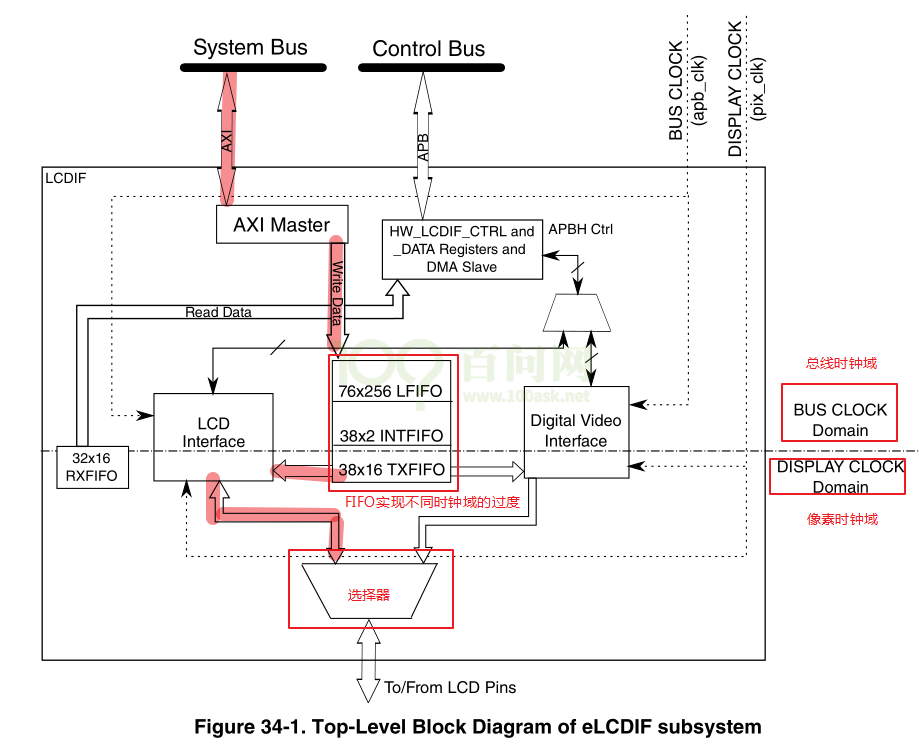 System Bus
Control Bus
BUS CLOCK
(apb_clk)
DISPLAY CLOCK
(pix_clk)
AXI
APB
LCDIF
AXI Master
HW_LCDIF_CTRL and
_DATA Registers and
DMA Slave
APBH Ctrl
Write Data
Read Data
100 百问网
www.100ask.net
76x256 LFIFO
38x2 INTFIFO
38x16 TXFIFO
LCD
Interface
Digital Video
Interface
32x16
RXFIFO
总线时钟域
BUS CLOCK
Domain
DISPLAY CLOCK
Domain
像素时钟域
FIFO实现不同时钟域的过度
选择器
To/From LCD Pins
Figure 34-1. Top-Level Block Diagram of eLCDIF subsystem